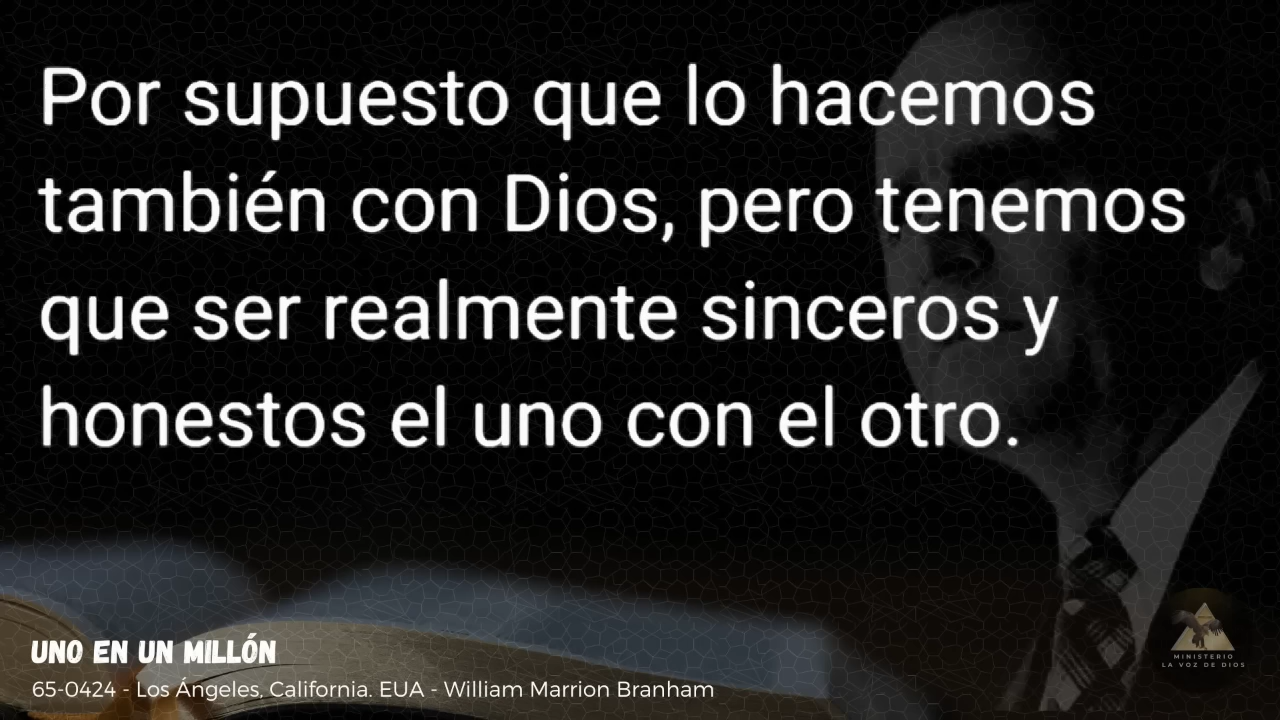 Por supuesto que lo hacemos
también con Dios, pero tenemos
que ser realmente sinceros y
honestos el uno con el otro.
UNO EN UN MILLÓN
65-0424 - Los Ángeles, California. EUA - William Marrion Branham
MINISTERIO
LA VOZ DE DIOS